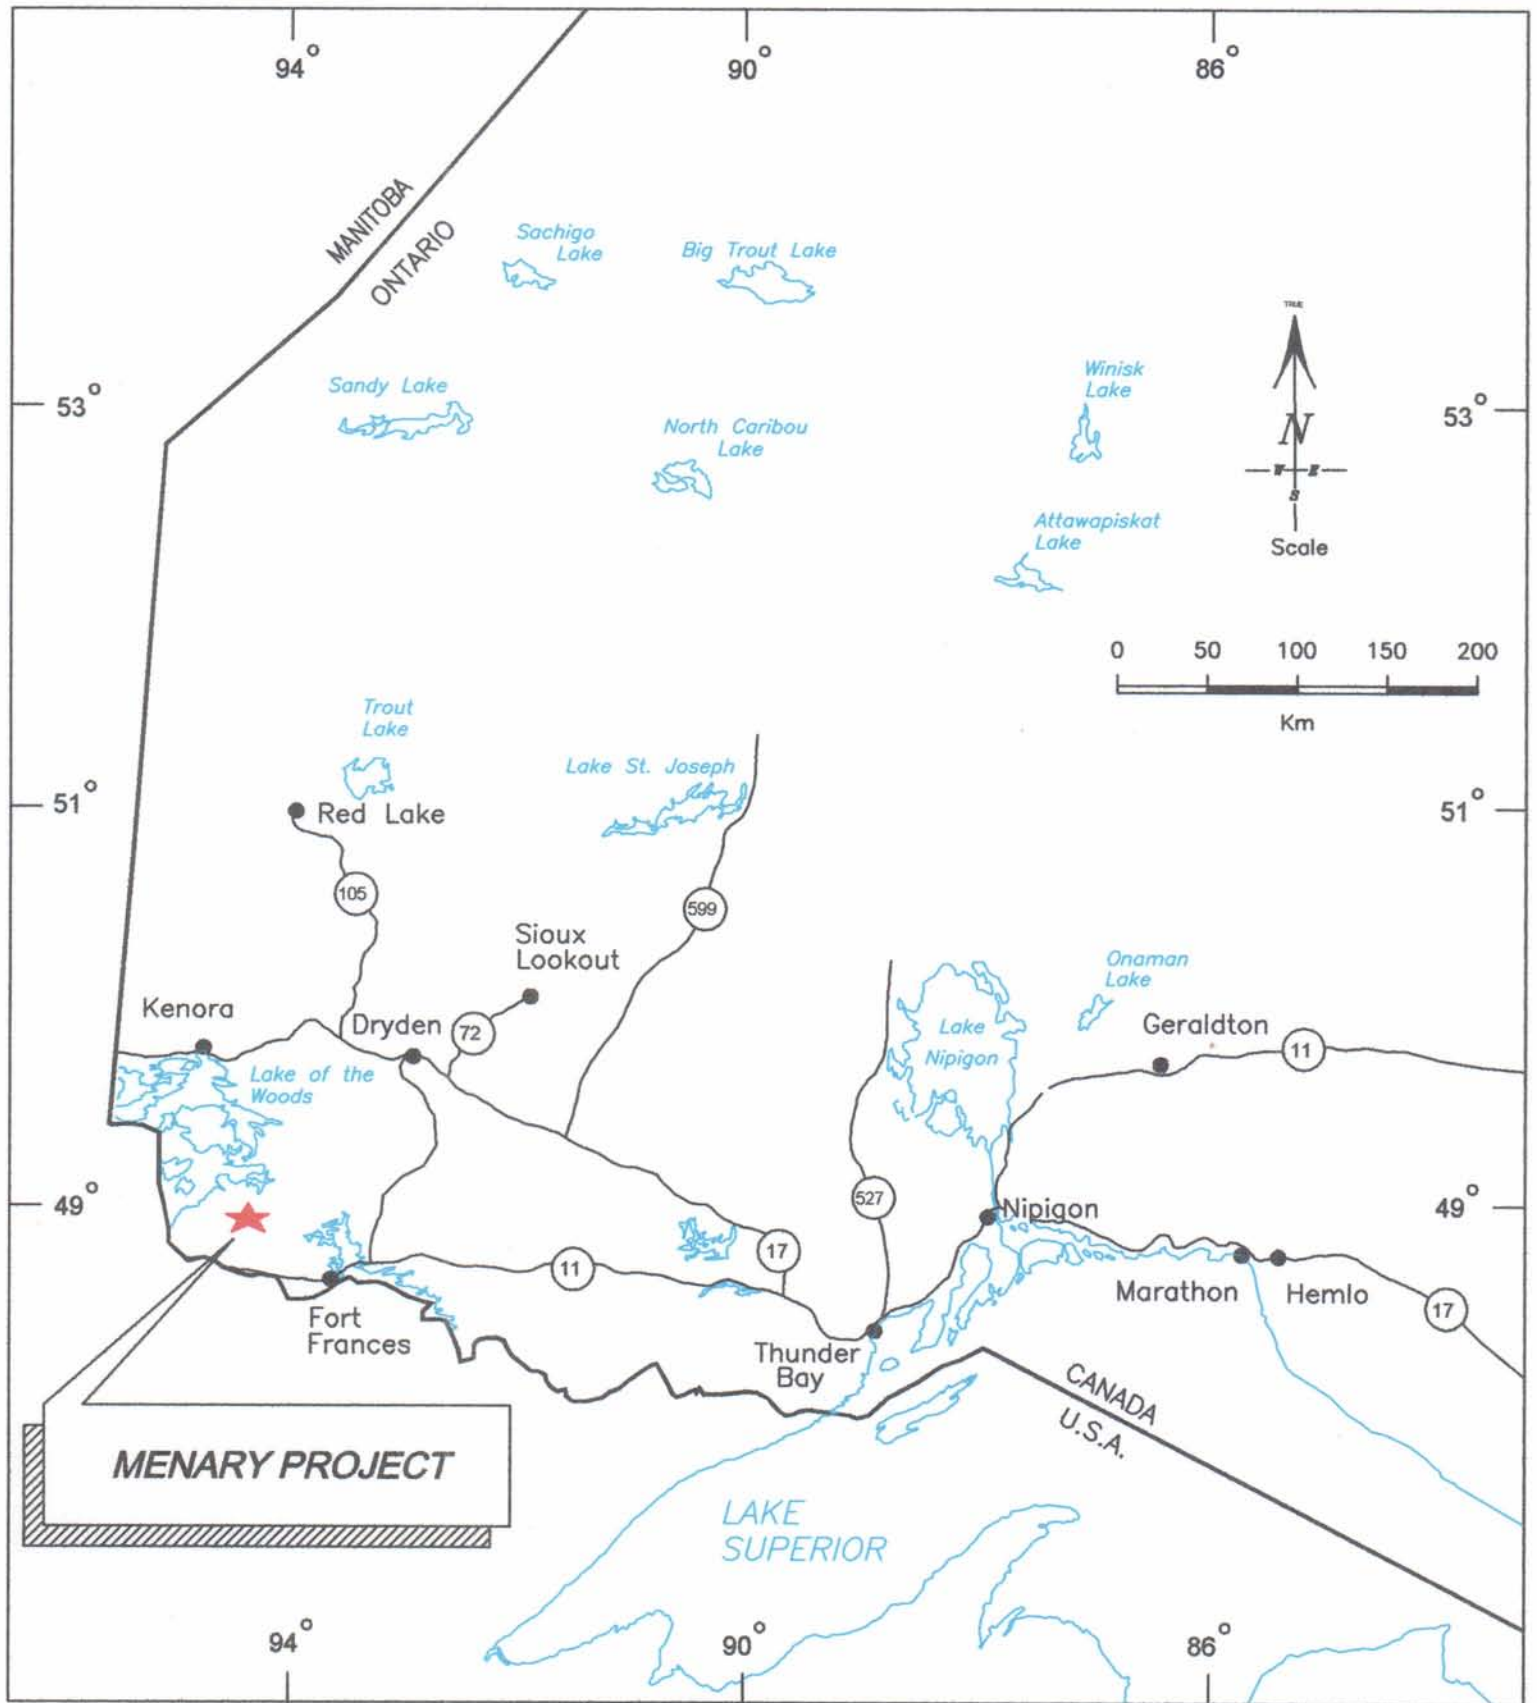 94°
90°
86°
MANITOBA
ONTARIO
Sachigo
Lake
Big Trout Lake
TRUE
N
W E
S
Scale
Sandy Lake
Winisk
Lake
53°
53°
North Caribou
Lake
Attawapiskat
Lake
0 50 100 150 200
Km
Trout
Lake
Lake St. Joseph
51°
51°
Red Lake
105
599
Sioux
Lookout
Onaman
Lake
Kenora
Dryden
72
Lake
Nipigon
Geraldton
11
Lake of the
Woods
49°
49°
527
Nipigon
17
11
Marathon
Hemlo
17
Fort
Frances
Thunder
Bay
CANADA
U.S.A.
MENARY PROJECT
LAKE
SUPERIOR
94°
90°
86°